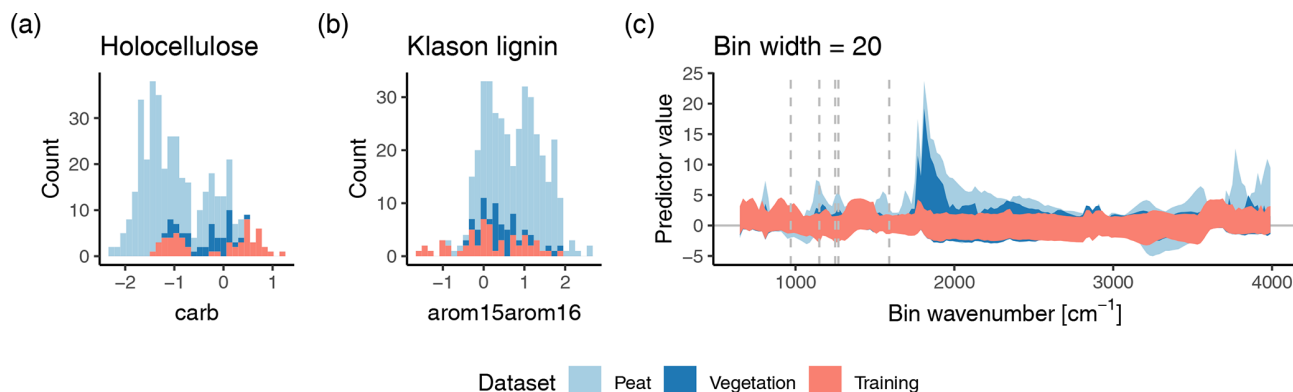 (a)
Holocellulose
Count
30
20
10
0
−2
−1
0
1
carb
(b)
Klason lignin
Count
30
20
10
0
−1
0
1
2
arom15arom16
(c)
Bin width = 20
Predictor value
25
20
15
10
5
0
−5
1000
2000
3000
4000
Bin wavenumber [cm⁻¹]
Dataset Peat Vegetation Training